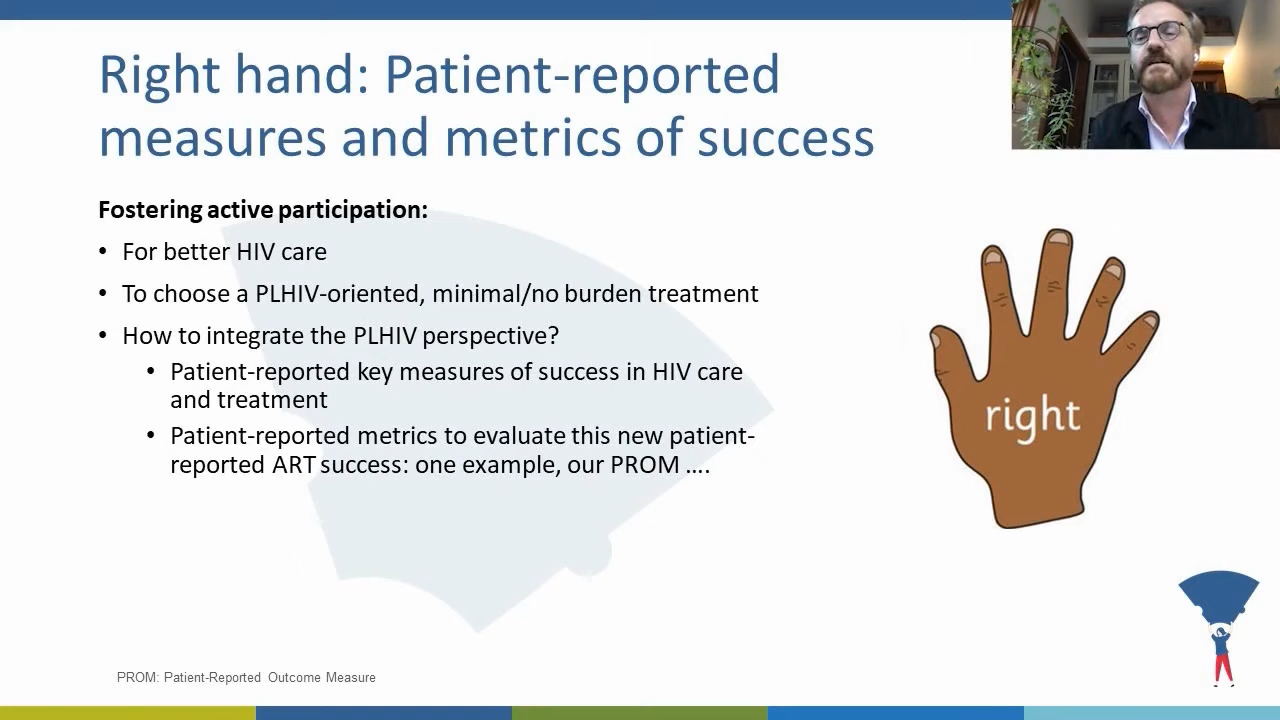 Right hand: Patient-reported
measures and metrics of success
Fostering active participation:
• For better HIV care
• To choose a PLHIV-oriented, minimal/no burden treatment
• How to integrate the PLHIV perspective?
• Patient-reported key measures of success in HIV care
and treatment
• Patient-reported metrics to evaluate this new patient-
reported ART success: one example, our PROM ....
right
PROM: Patient-Reported Outcome Measure